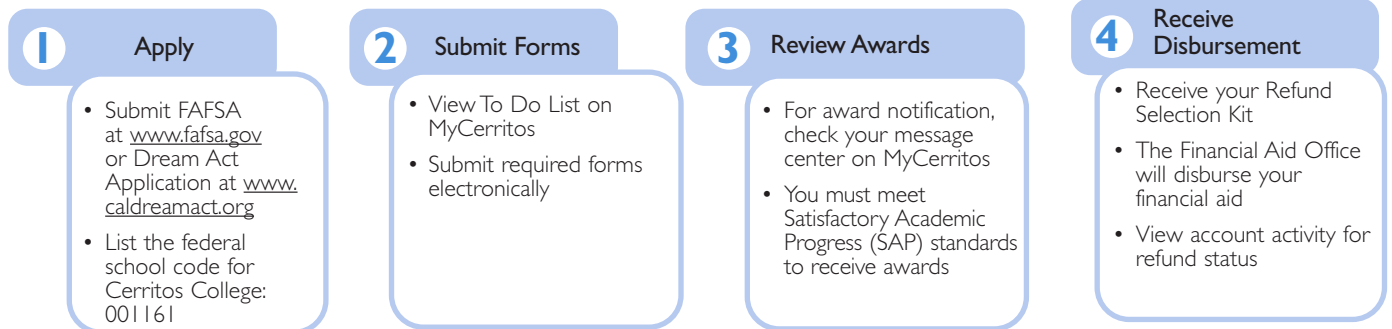 1 Apply
• Submit FAFSA
at www.fafsa.gov
or Dream Act
Application at www.
caldreamact.org
• List the federal
school code for
Cerritos College:
001161
2 Submit Forms
• View To Do List on
MyCerritos
• Submit required forms
electronically
3 Review Awards
• For award notification,
check your message
center on MyCerritos
• You must meet
Satisfactory Academic
Progress (SAP) standards
to receive awards
4 Receive
Disbursement
• Receive your Refund
Selection Kit
• The Financial Aid Office
will disburse your
financial aid
• View account activity for
refund status